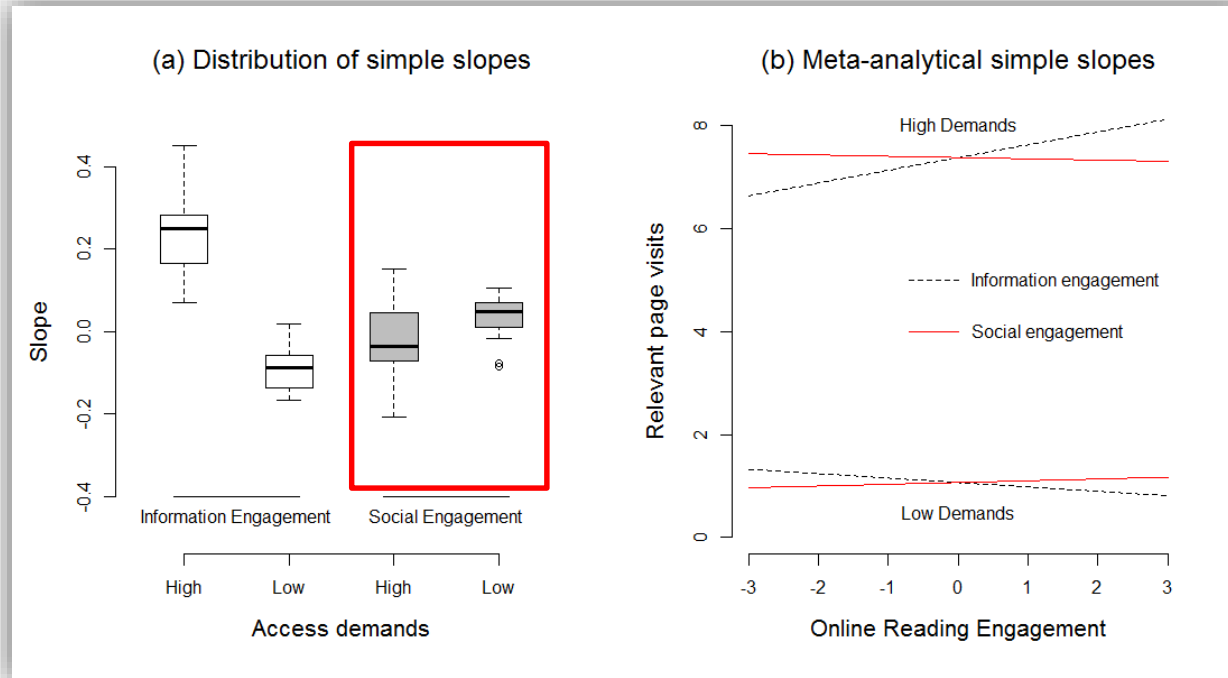 (a) Distribution of simple slopes
Slope
0.4
0.2
0.0
-0.2
-0.4
Information Engagement
Social Engagement
High
Low
High
Low
Access demands
(b) Meta-analytical simple slopes
Relevant page visits
8
6
4
2
0
High Demands
Information engagement
Social engagement
Low Demands
-3
-2
-1
0
1
2
3
Online Reading Engagement